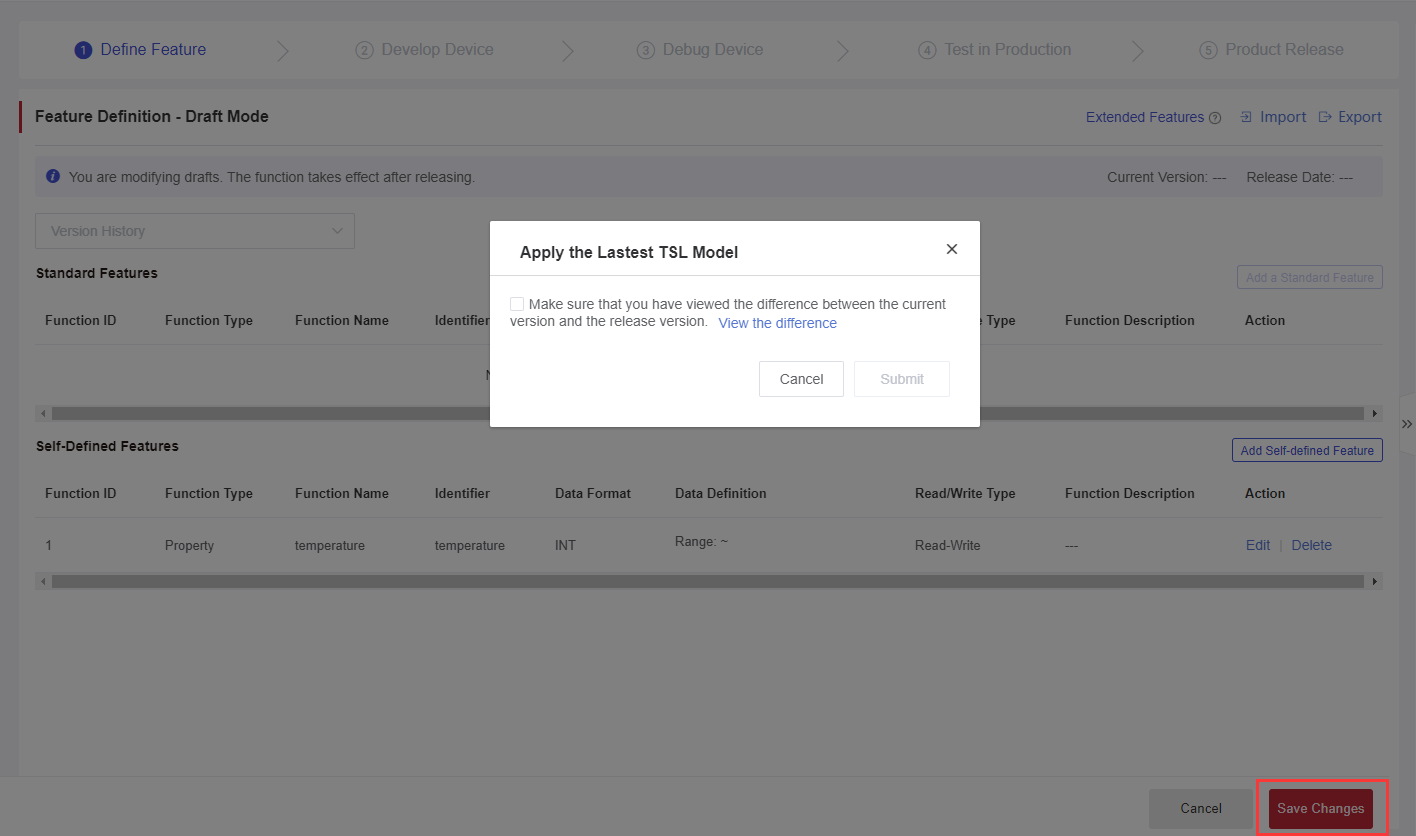 1 Define Feature
2 Develop Device
3 Debug Device
4 Test in Production
5 Product Release
Feature Definition - Draft Mode
Extended Features ?
Import
Export
i You are modifying drafts. The function takes effect after releasing.
Current Version: --- Release Date: ---
Version History
Apply the Lastest TSL Model
Make sure that you have viewed the difference between the current
version and the release version. View the difference
Cancel Submit
Standard Features
Add a Standard Feature
Function ID Function Type Function Name Identifier Type Function Description Action
Self-Defined Features
Add Self-defined Feature
Function ID Function Type Function Name Identifier Data Format Data Definition Read/Write Type Function Description Action
1 Property temperature temperature INT Range: ~ Read-Write --- Edit | Delete
Cancel Save Changes